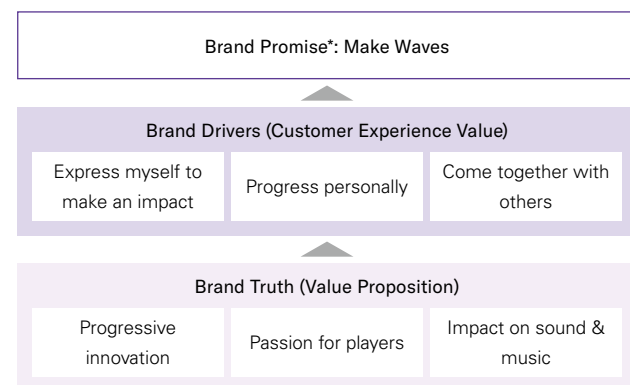 Brand Promise*: Make Waves
Brand Drivers (Customer Experience Value)
Express myself to
make an impact
Progress personally
Come together with
others
Brand Truth (Value Proposition)
Progressive
innovation
Passion for players
Impact on sound &
music